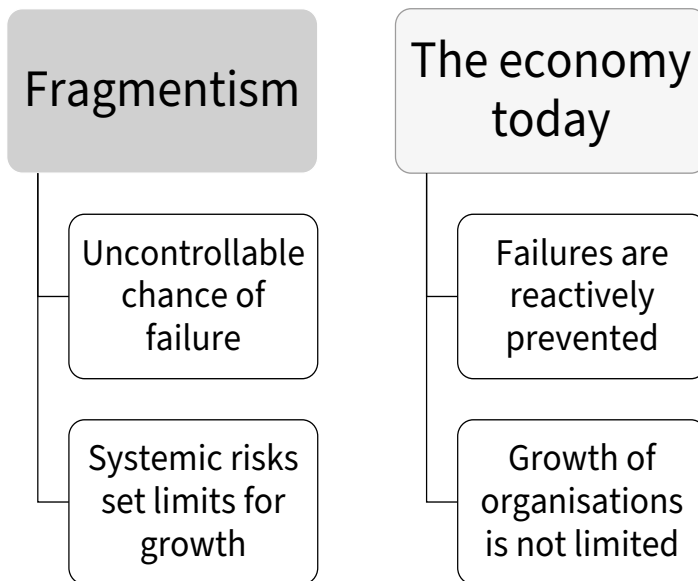 Fragmentism
Uncontrollable
chance of
failure
Systemic risks
set limits for
growth
The economy
today
Failures are
reactively
prevented
Growth of
organisations
is not limited